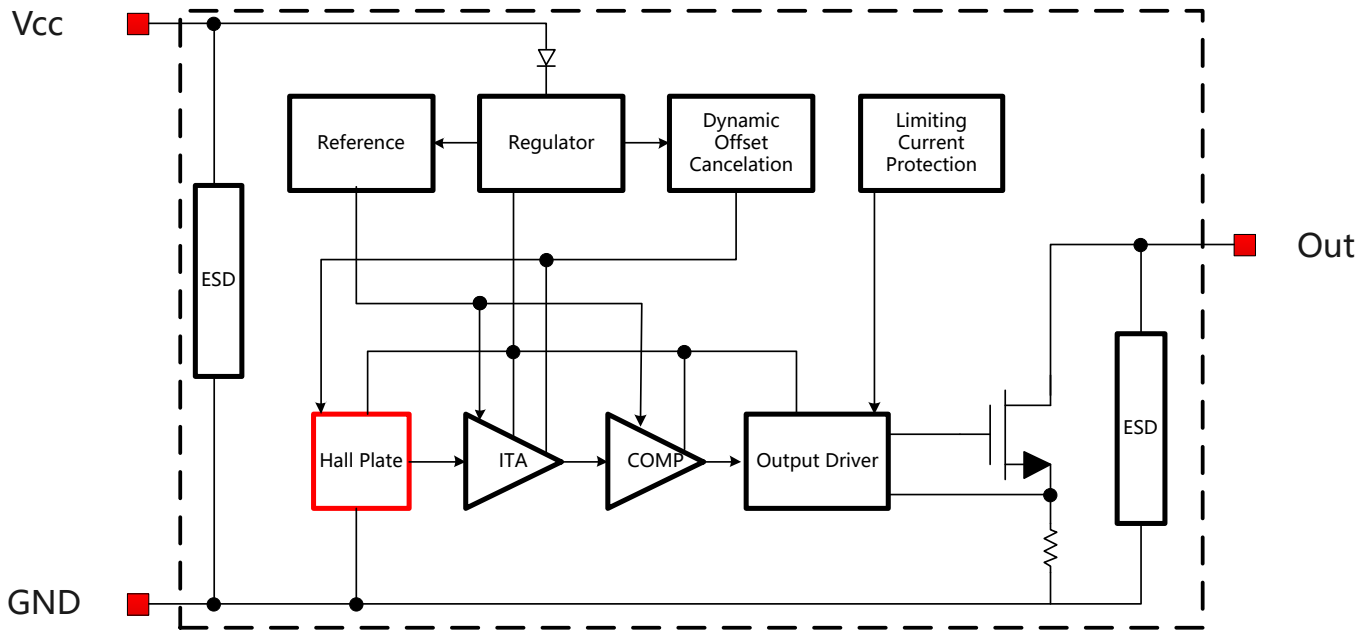 Vcc
Reference
Regulator
Dynamic
Offset
Cancelation
Limiting
Current
Protection
ESD
Out
Hall Plate
ITA
COMP
Output Driver
ESD
GND